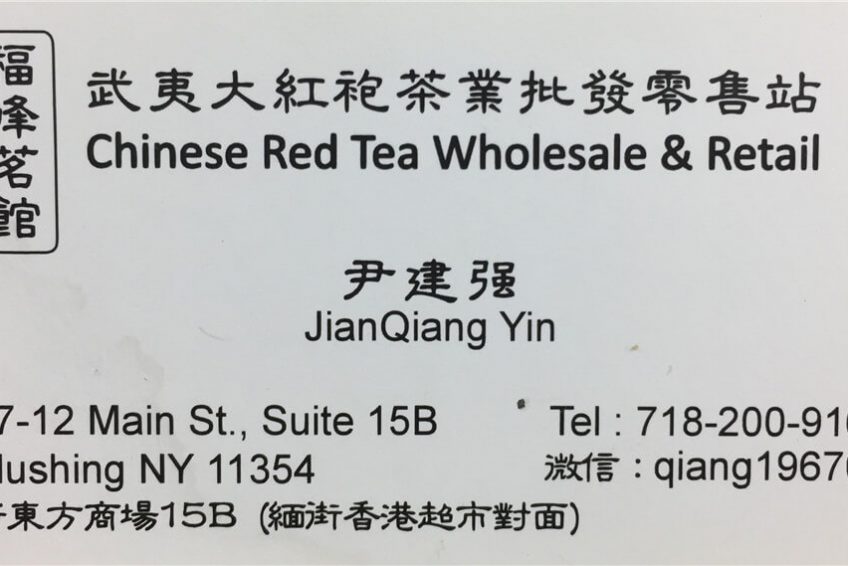 福峰茗館
武夷大紅袍茶業批發零售站
Chinese Red Tea Wholesale & Retail
尹建强
JianQiang Yin
7-12 Main St., Suite 15B
Tel : 718-200-91
lushing NY 11354
微信 : qiang1967
東方商場15B (緬街香港超市對面)